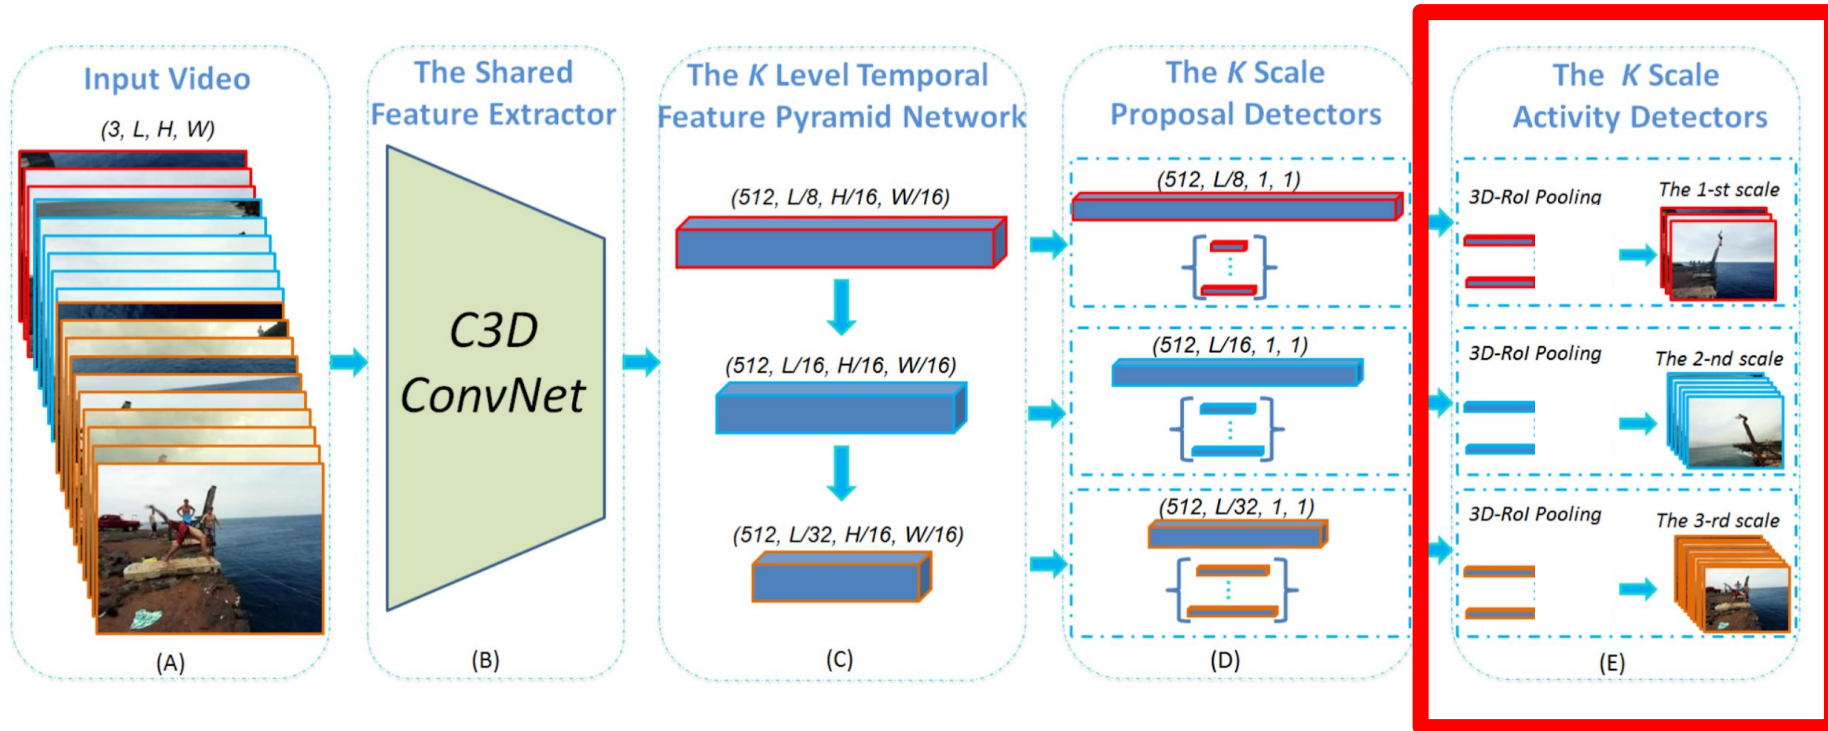 Input Video
(3, L, H, W)
(A)
The Shared
Feature Extractor
C3D
ConvNet
(B)
The K Level Temporal
Feature Pyramid Network
(512, L/8, H/16, W/16)
(512, L/16, H/16, W/16)
(512, L/32, H/16, W/16)
(C)
The K Scale
Proposal Detectors
(512, L/8, 1, 1)
(512, L/16, 1, 1)
(512, L/32, 1, 1)
(D)
The K Scale
Activity Detectors
3D-RoI Pooling
The 1-st scale
3D-RoI Pooling
The 2-nd scale
3D-RoI Pooling
The 3-rd scale
(E)